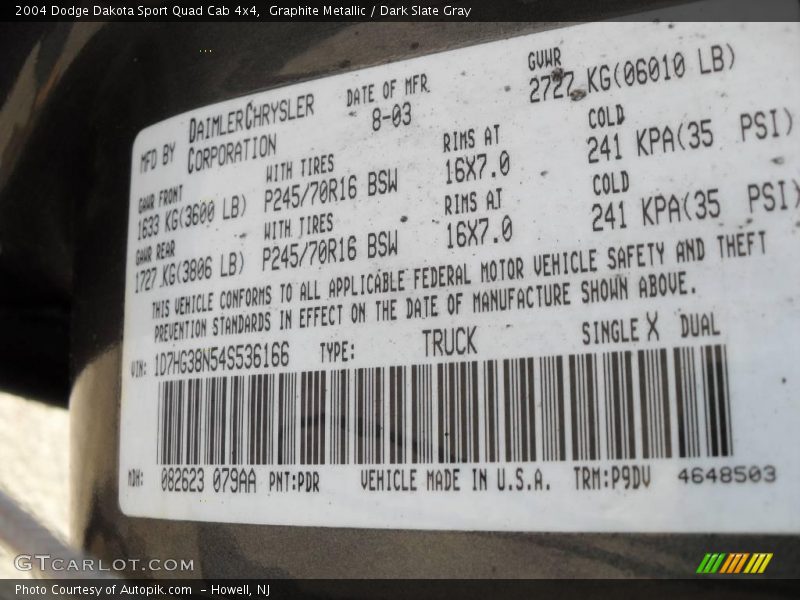 2004 Dodge Dakota Sport Quad Cab 4x4,  Graphite Metallic / Dark Slate Gray
MFD BY DAIMLERCHRYSLER CORPORATION
DATE OF MFR
8-03
GVWR
2727 KG(06010 LB)
GAWR FRONT
1633 KG(3600 LB)
WITH TIRES
P245/70R16 BSW
RIMS AT
16X7.0
COLD
241 KPA(35 PSI)
GAWR REAR
1727 KG(3806 LB)
WITH TIRES
P245/70R16 BSW
RIMS AT
16X7.0
COLD
241 KPA(35 PSI)
THIS VEHICLE CONFORMS TO ALL APPLICABLE FEDERAL MOTOR VEHICLE SAFETY AND THEFT
PREVENTION STANDARDS IN EFFECT ON THE DATE OF MANUFACTURE SHOWN ABOVE.
VIN: 1D7HG38N54S536166 TYPE: TRUCK SINGLE X DUAL
MDH: 082623 079AA PNT:PDR VEHICLE MADE IN U.S.A. TRM:P9DV 4648503
GTCARLOT.COM
Photo Courtesy of Autopik.com  – Howell, NJ